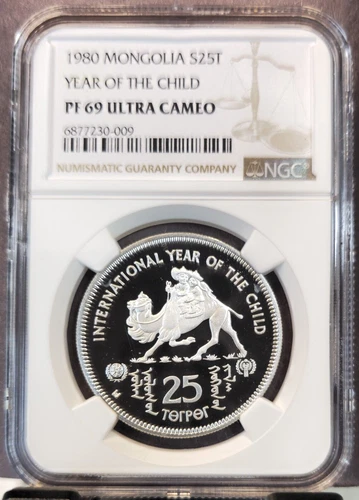 1980 MONGOLIA S25T
YEAR OF THE CHILD
PF 69 ULTRA CAMEO
6877230-009
NUMISMATIC GUARANTY COMPANY
NGC
INTERNATIONAL YEAR OF THE CHILD
25
ТӨГРӨГ